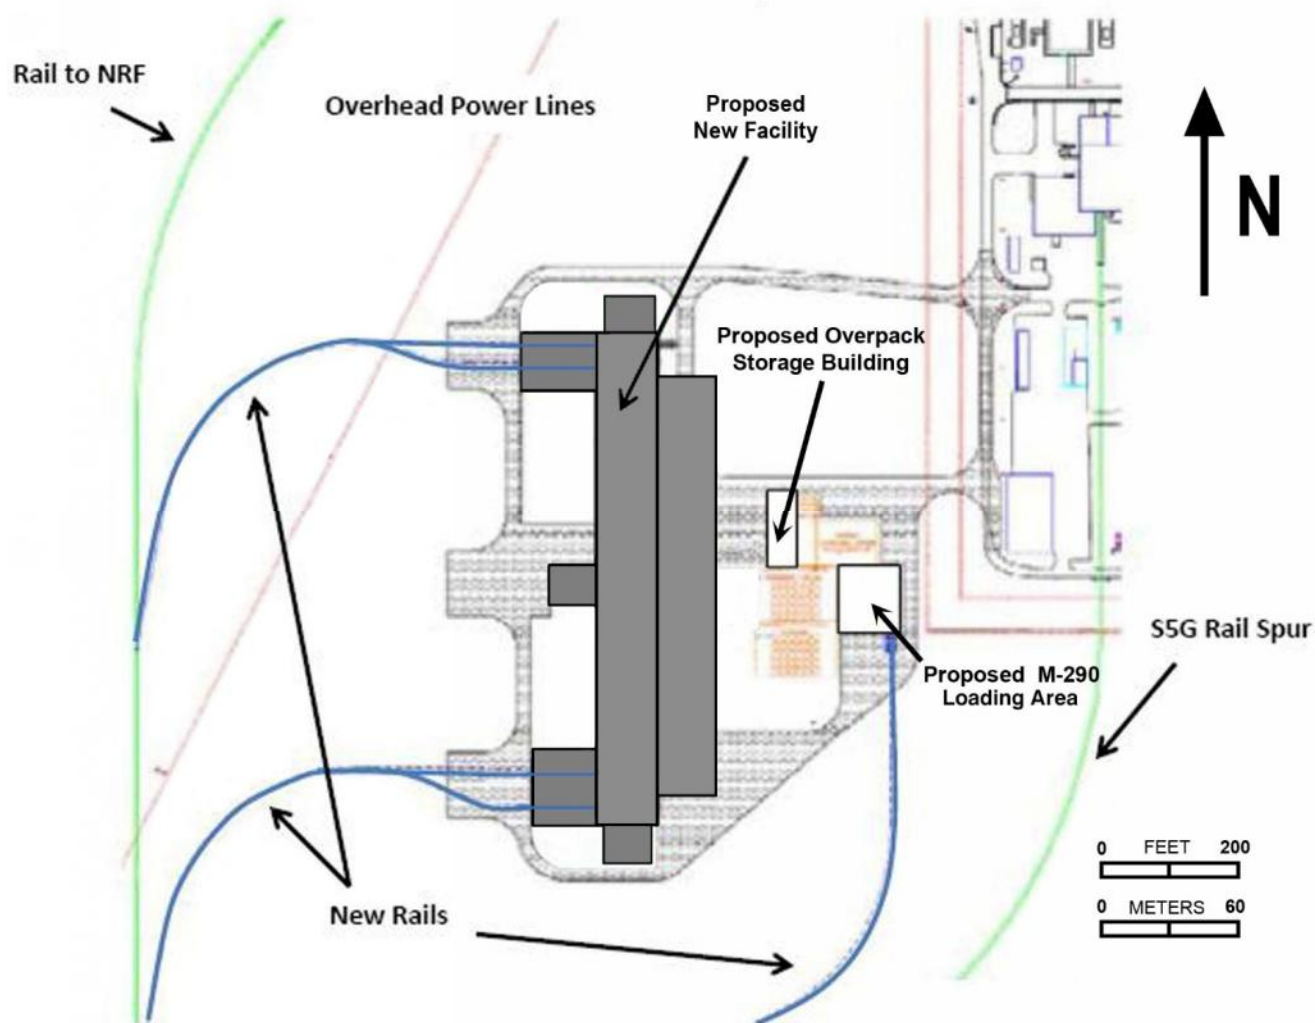 Rail to NRF
Overhead Power Lines
Proposed
New Facility
N
Proposed Overpack
Storage Building
S5G Rail Spur
Proposed M-290
Loading Area
0 FEET 200
0 METERS 60
New Rails